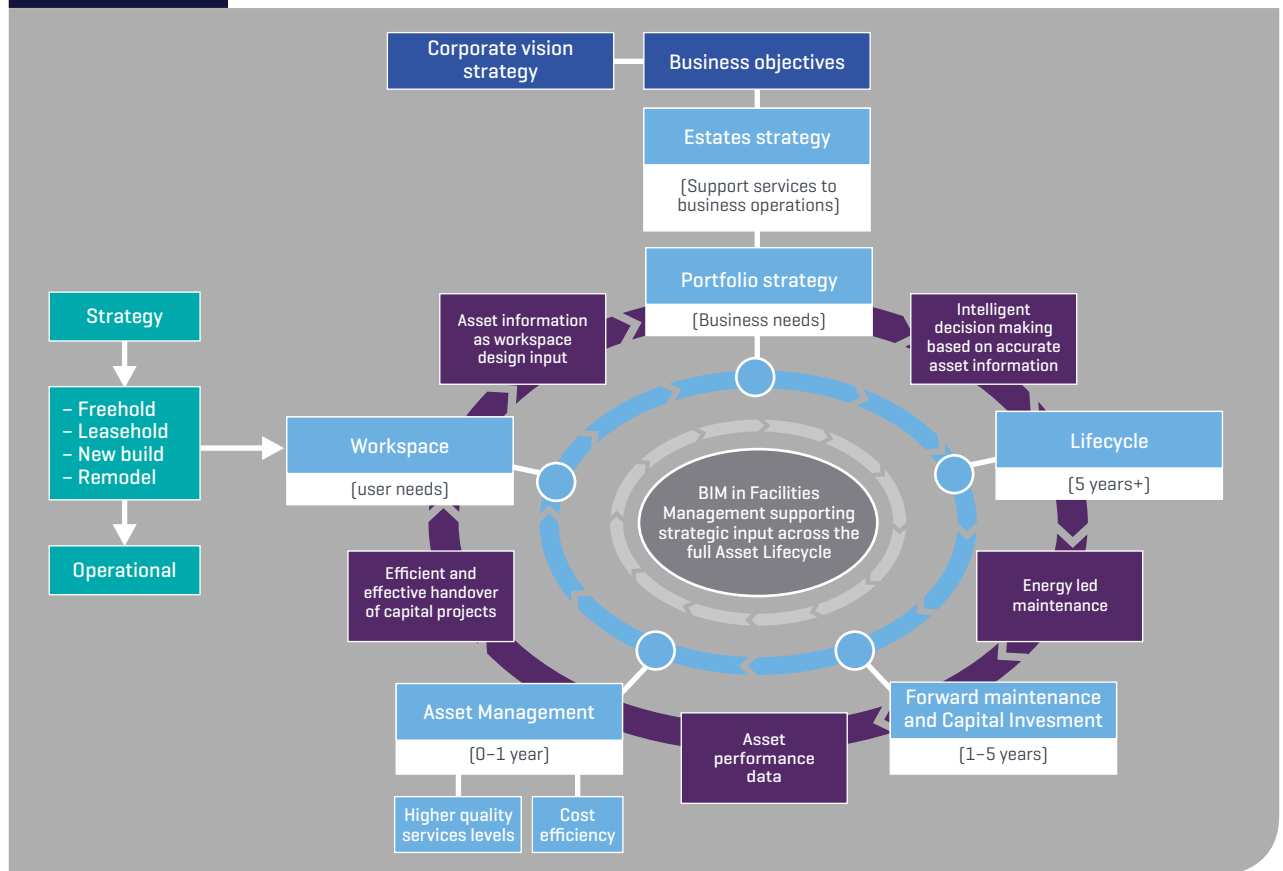 Corporate vision
strategy
Business objectives
Estates strategy
(Support services to
business operations)
Portfolio strategy
(Business needs)
Strategy
– Freehold
– Leasehold
– New build
– Remodel
Operational
Asset information
as workspace
design input
Intelligent
decision making
based on accurate
asset information
Workspace
(user needs)
Lifecycle
(5 years+)
BIM in Facilities
Management supporting
strategic input across the
full Asset Lifecycle
Efficient and
effective handover
of capital projects
Energy led
maintenance
Asset Management
(0–1 year)
Asset
performance
data
Forward maintenance
and Capital Invesment
(1–5 years)
Higher quality
services levels
Cost
efficiency